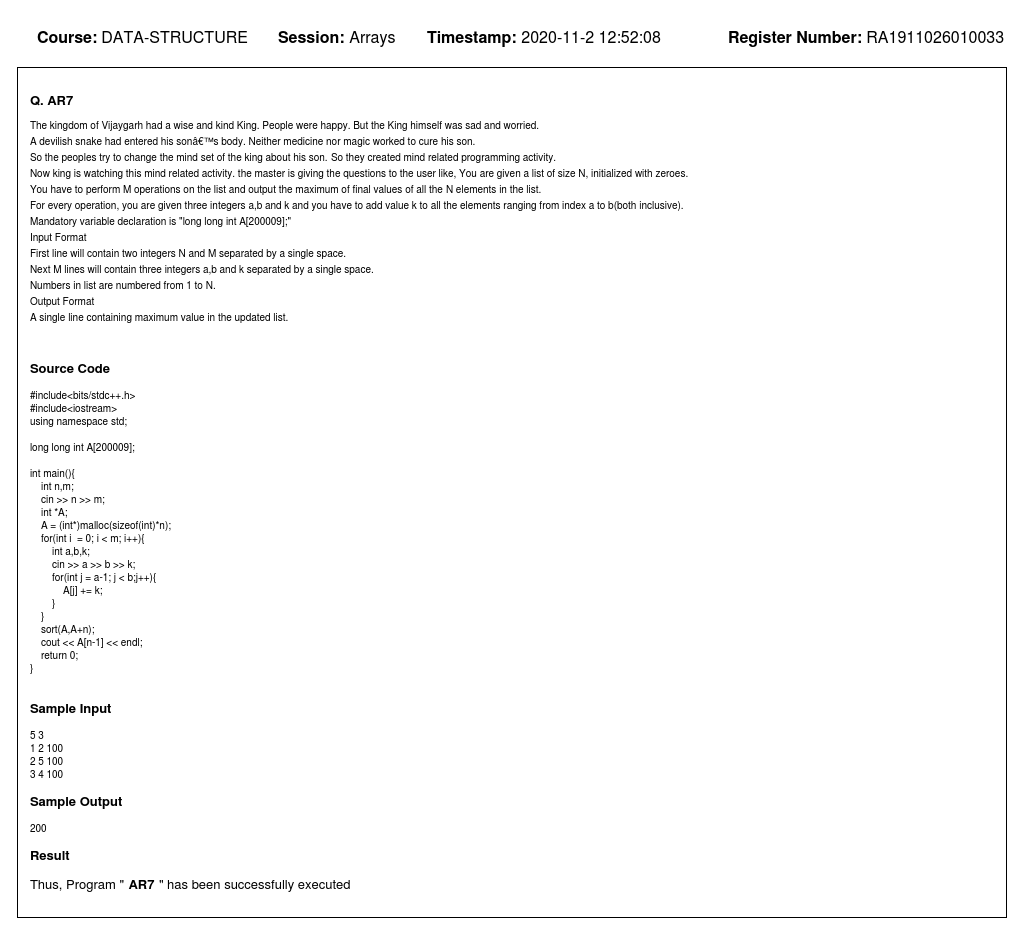 Course: DATA-STRUCTURE Session: Arrays Timestamp: 2020-11-2 12:52:08 Register Number: RA1911026010033
Q. AR7
The kingdom of Vijaygarh had a wise and kind King. People were happy. But the King himself was sad and worried.
A devilish snake had entered his sonâ€™s body. Neither medicine nor magic worked to cure his son.
So the peoples try to change the mind set of the king about his son. So they created mind related programming activity.
Now king is watching this mind related activity. the master is giving the questions to the user like, You are given a list of size N, initialized with zeroes.
You have to perform M operations on the list and output the maximum of final values of all the N elements in the list.
For every operation, you are given three integers a,b and k and you have to add value k to all the elements ranging from index a to b(both inclusive).
Mandatory variable declaration is "long long int A[200009];"
Input Format
First line will contain two integers N and M separated by a single space.
Next M lines will contain three integers a,b and k separated by a single space.
Numbers in list are numbered from 1 to N.
Output Format
A single line containing maximum value in the updated list.
Source Code
#include<bits/stdc++.h>
#include<iostream>
using namespace std;
long long int A[200009];
int main(){
    int n,m;
    cin >> n >> m;
    int *A;
    A = (int*)malloc(sizeof(int)*n);
    for(int i  = 0; i < m; i++){
        int a,b,k;
        cin >> a >> b >> k;
        for(int j = a-1; j < b;j++){
            A[j] += k;
        }
    }
    sort(A,A+n);
    cout << A[n-1] << endl;
    return 0;
}
Sample Input
5 3
1 2 100
2 5 100
3 4 100
Sample Output
200
Result
Thus, Program " AR7 " has been successfully executed